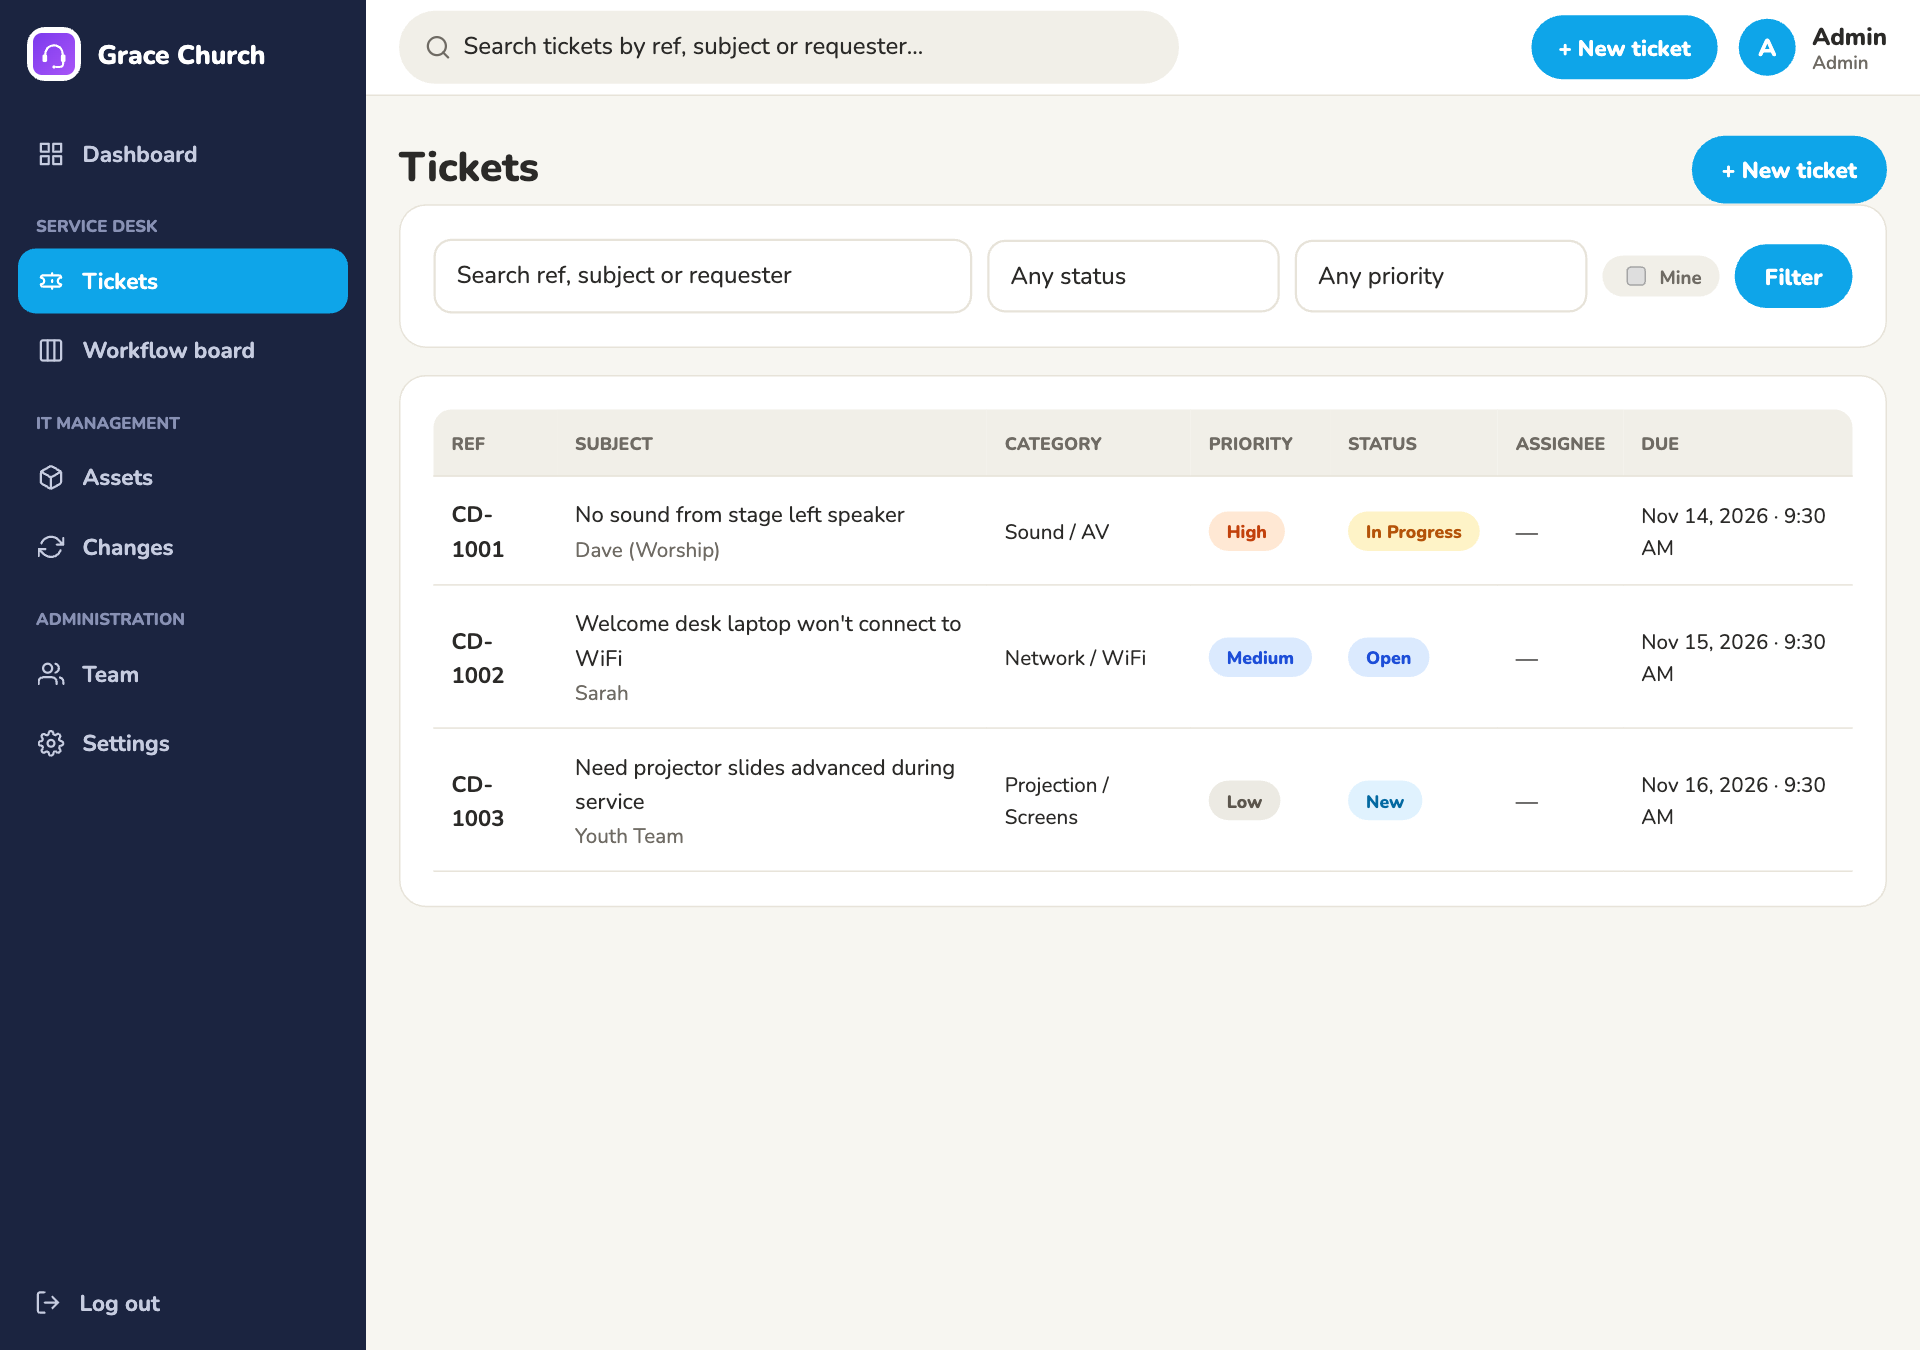 Grace Church
Dashboard
SERVICE DESK
Tickets
Workflow board
IT MANAGEMENT
Assets
Changes
ADMINISTRATION
Team
Settings
Log out
Search tickets by ref, subject or requester...
+ New ticket
A
Admin
Admin
Tickets
+ New ticket
Search ref, subject or requester
Any status
Any priority
Mine
Filter
REF SUBJECT CATEGORY PRIORITY STATUS ASSIGNEE DUE
CD-
1001
No sound from stage left speaker
Dave (Worship)
Sound / AV
High
In Progress
—
Nov 14, 2026 · 9:30
AM
CD-
1002
Welcome desk laptop won't connect to
WiFi
Sarah
Network / WiFi
Medium
Open
—
Nov 15, 2026 · 9:30
AM
CD-
1003
Need projector slides advanced during
service
Youth Team
Projection /
Screens
Low
New
—
Nov 16, 2026 · 9:30
AM